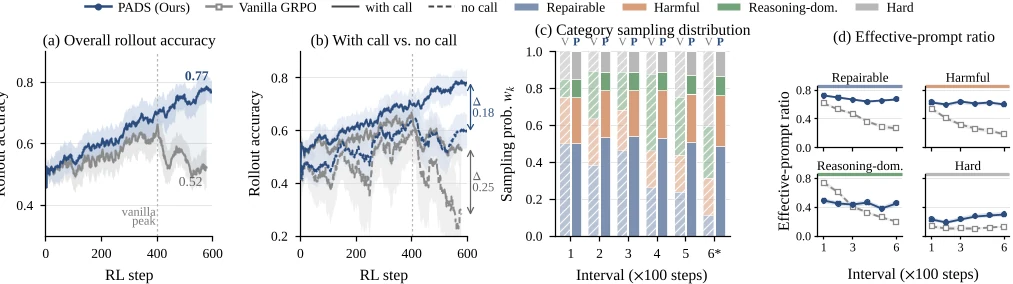 PADS (Ours) Vanilla GRPO with call no call Repairable Harmful Reasoning-dom. Hard
(a) Overall rollout accuracy
Rollout accuracy
0.8
0.6
0.4
0.77
0.52
vanilla
peak
0 200 400 600
RL step
(b) With call vs. no call
Rollout accuracy
0.8
0.6
0.4
0.2
Δ
0.18
Δ
0.25
0 200 400 600
RL step
(c) Category sampling distribution
V P V P V P V P V P V P
Sampling prob. wk
1.0
0.8
0.6
0.4
0.2
0.0
1 2 3 4 5 6*
Interval (×100 steps)
(d) Effective-prompt ratio
Effective-prompt ratio
Repairable Harmful
0.8
0.4
0.0
Reasoning-dom. Hard
0.8
0.4
0.0
1 3 6 1 3 6
Interval (×100 steps)